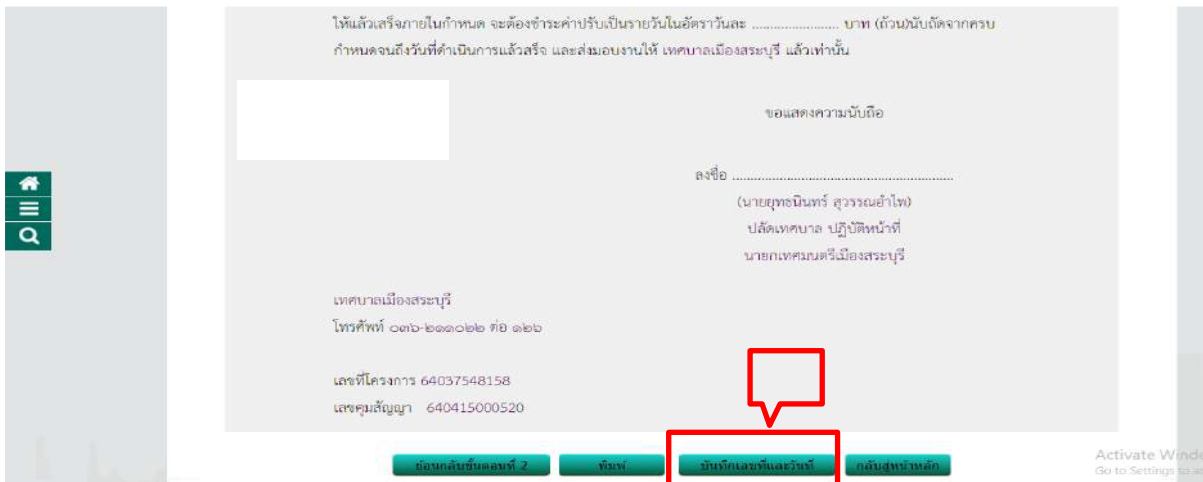 ให้แล้วเสร็จภายในกำหนด จะต้องชำระค่าปรับเป็นรายวันในอัตราวันละ ........................ บาท (ถ้วน)นับถัดจากครบ
กำหนดจนถึงวันที่ดำเนินการแล้วเสร็จ และส่งมอบงานให้ เทศบาลเมืองสระบุรี แล้วเท่านั้น
ขอแสดงความนับถือ
ลงชื่อ ............................................................
(นายยุทธนินทร์ สุวรรณอำไพ)
ปลัดเทศบาล ปฏิบัติหน้าที่
นายกเทศมนตรีเมืองสระบุรี
เทศบาลเมืองสระบุรี
โทรศัพท์ ๐๓๖-๒๑๑๐๒๒ ต่อ ๑๒๖
เลขที่โครงการ 64037548158
เลขคุมสัญญา 640415000520
ย้อนกลับขั้นตอนที่ 2 พิมพ์ บันทึกเลขที่และวันที่ กลับสู่หน้าหลัก
Activate Windo
Go to Settings to a